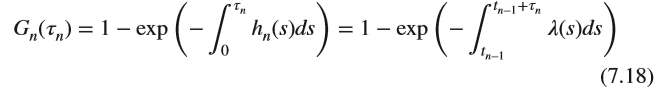 G_n(τ_n) = 1 − exp(−∫_0^{τ_n} h_n(s)ds) = 1 − exp(−∫_{t_{n−1}}^{t_{n−1}+τ_n} λ(s)ds)
(7.18)